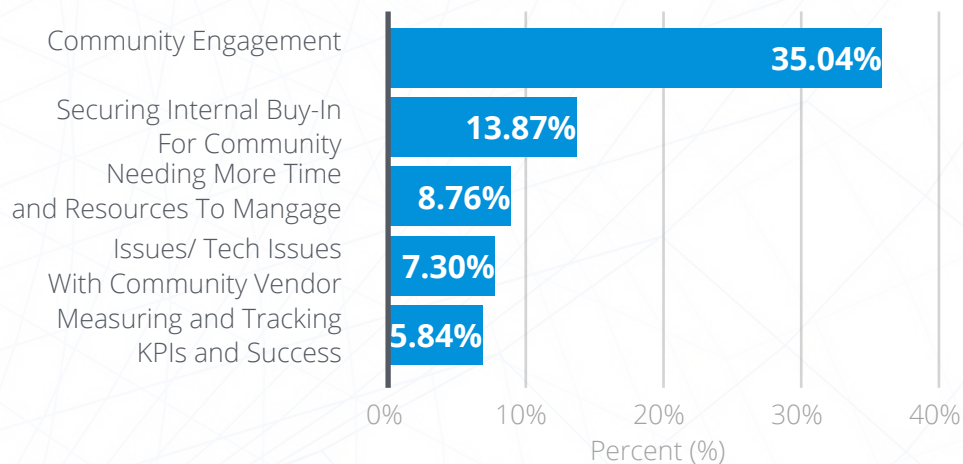 Community Engagement
35.04%
Securing Internal Buy-In
For Community
13.87%
Needing More Time
and Resources To Mangage
8.76%
Issues/ Tech Issues
With Community Vendor
7.30%
Measuring and Tracking
KPIs and Success
5.84%
0% 10% 20% 30% 40%
Percent (%)